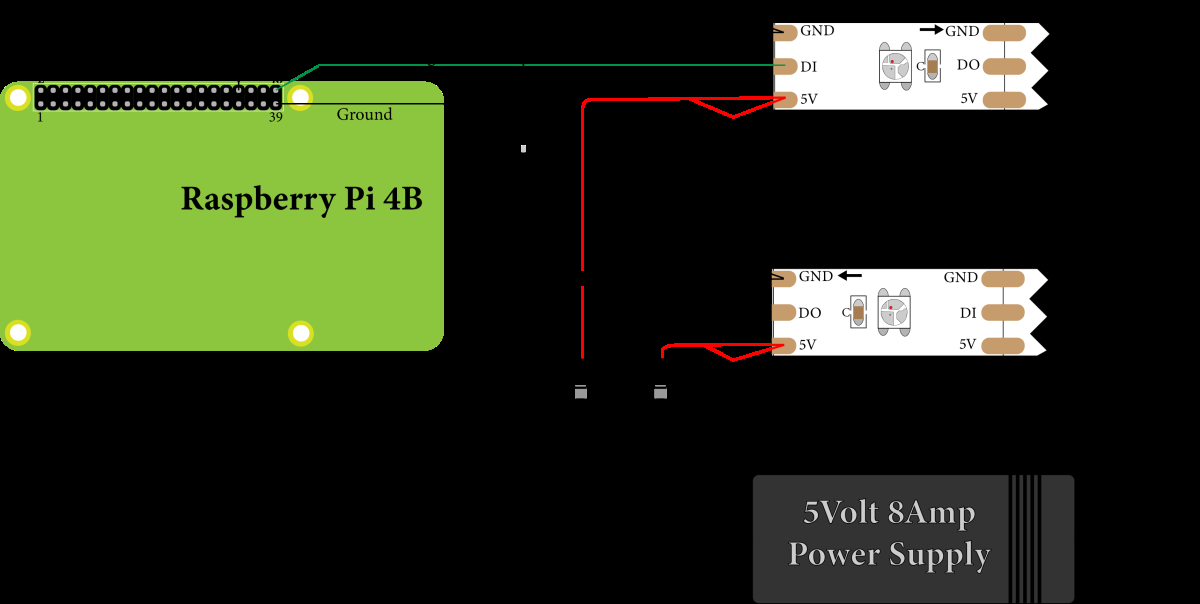 GND
GND
DI
C
DO
5V
5V
1
39
Ground
Raspberry Pi 4B
GND
GND
DO
C
DI
5V
5V
5Volt 8Amp
Power Supply